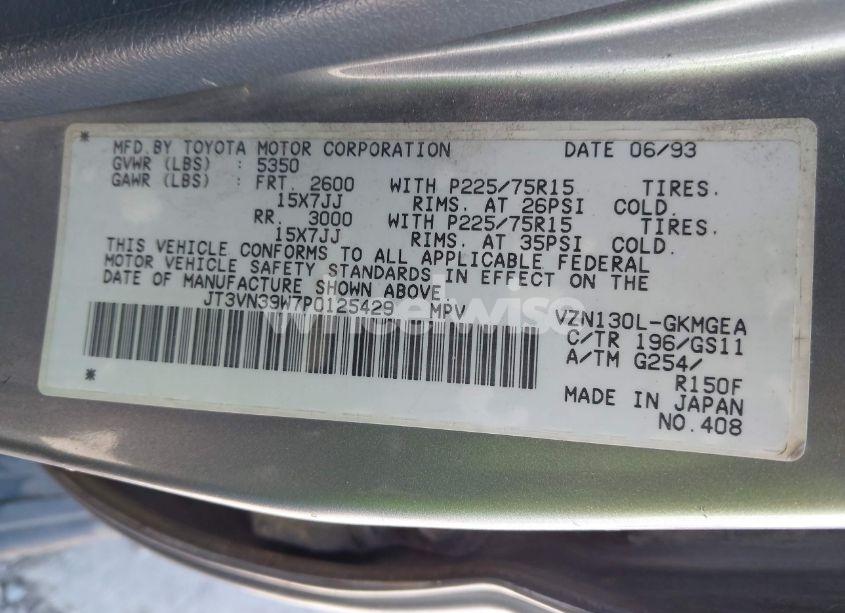 * MFD.BY TOYOTA MOTOR CORPORATION DATE 06/93
GVWR (LBS) : 5350
GAWR (LBS) : FRT. 2600 WITH P225/75R15 TIRES.
15X7JJ RIMS. AT 26PSI COLD.
RR. 3000 WITH P225/75R15 TIRES.
15X7JJ RIMS. AT 35PSI COLD.
THIS VEHICLE CONFORMS TO ALL APPLICABLE FEDERAL
MOTOR VEHICLE SAFETY STANDARDS IN EFFECT ON THE
DATE OF MANUFACTURE SHOWN ABOVE.
JT3VN39W7P0125429 MPV VZN130L-GKMGEA
C/TR 196/GS11
A/TM G254/
R150F
* MADE IN JAPAN
NO.408
wheelwise